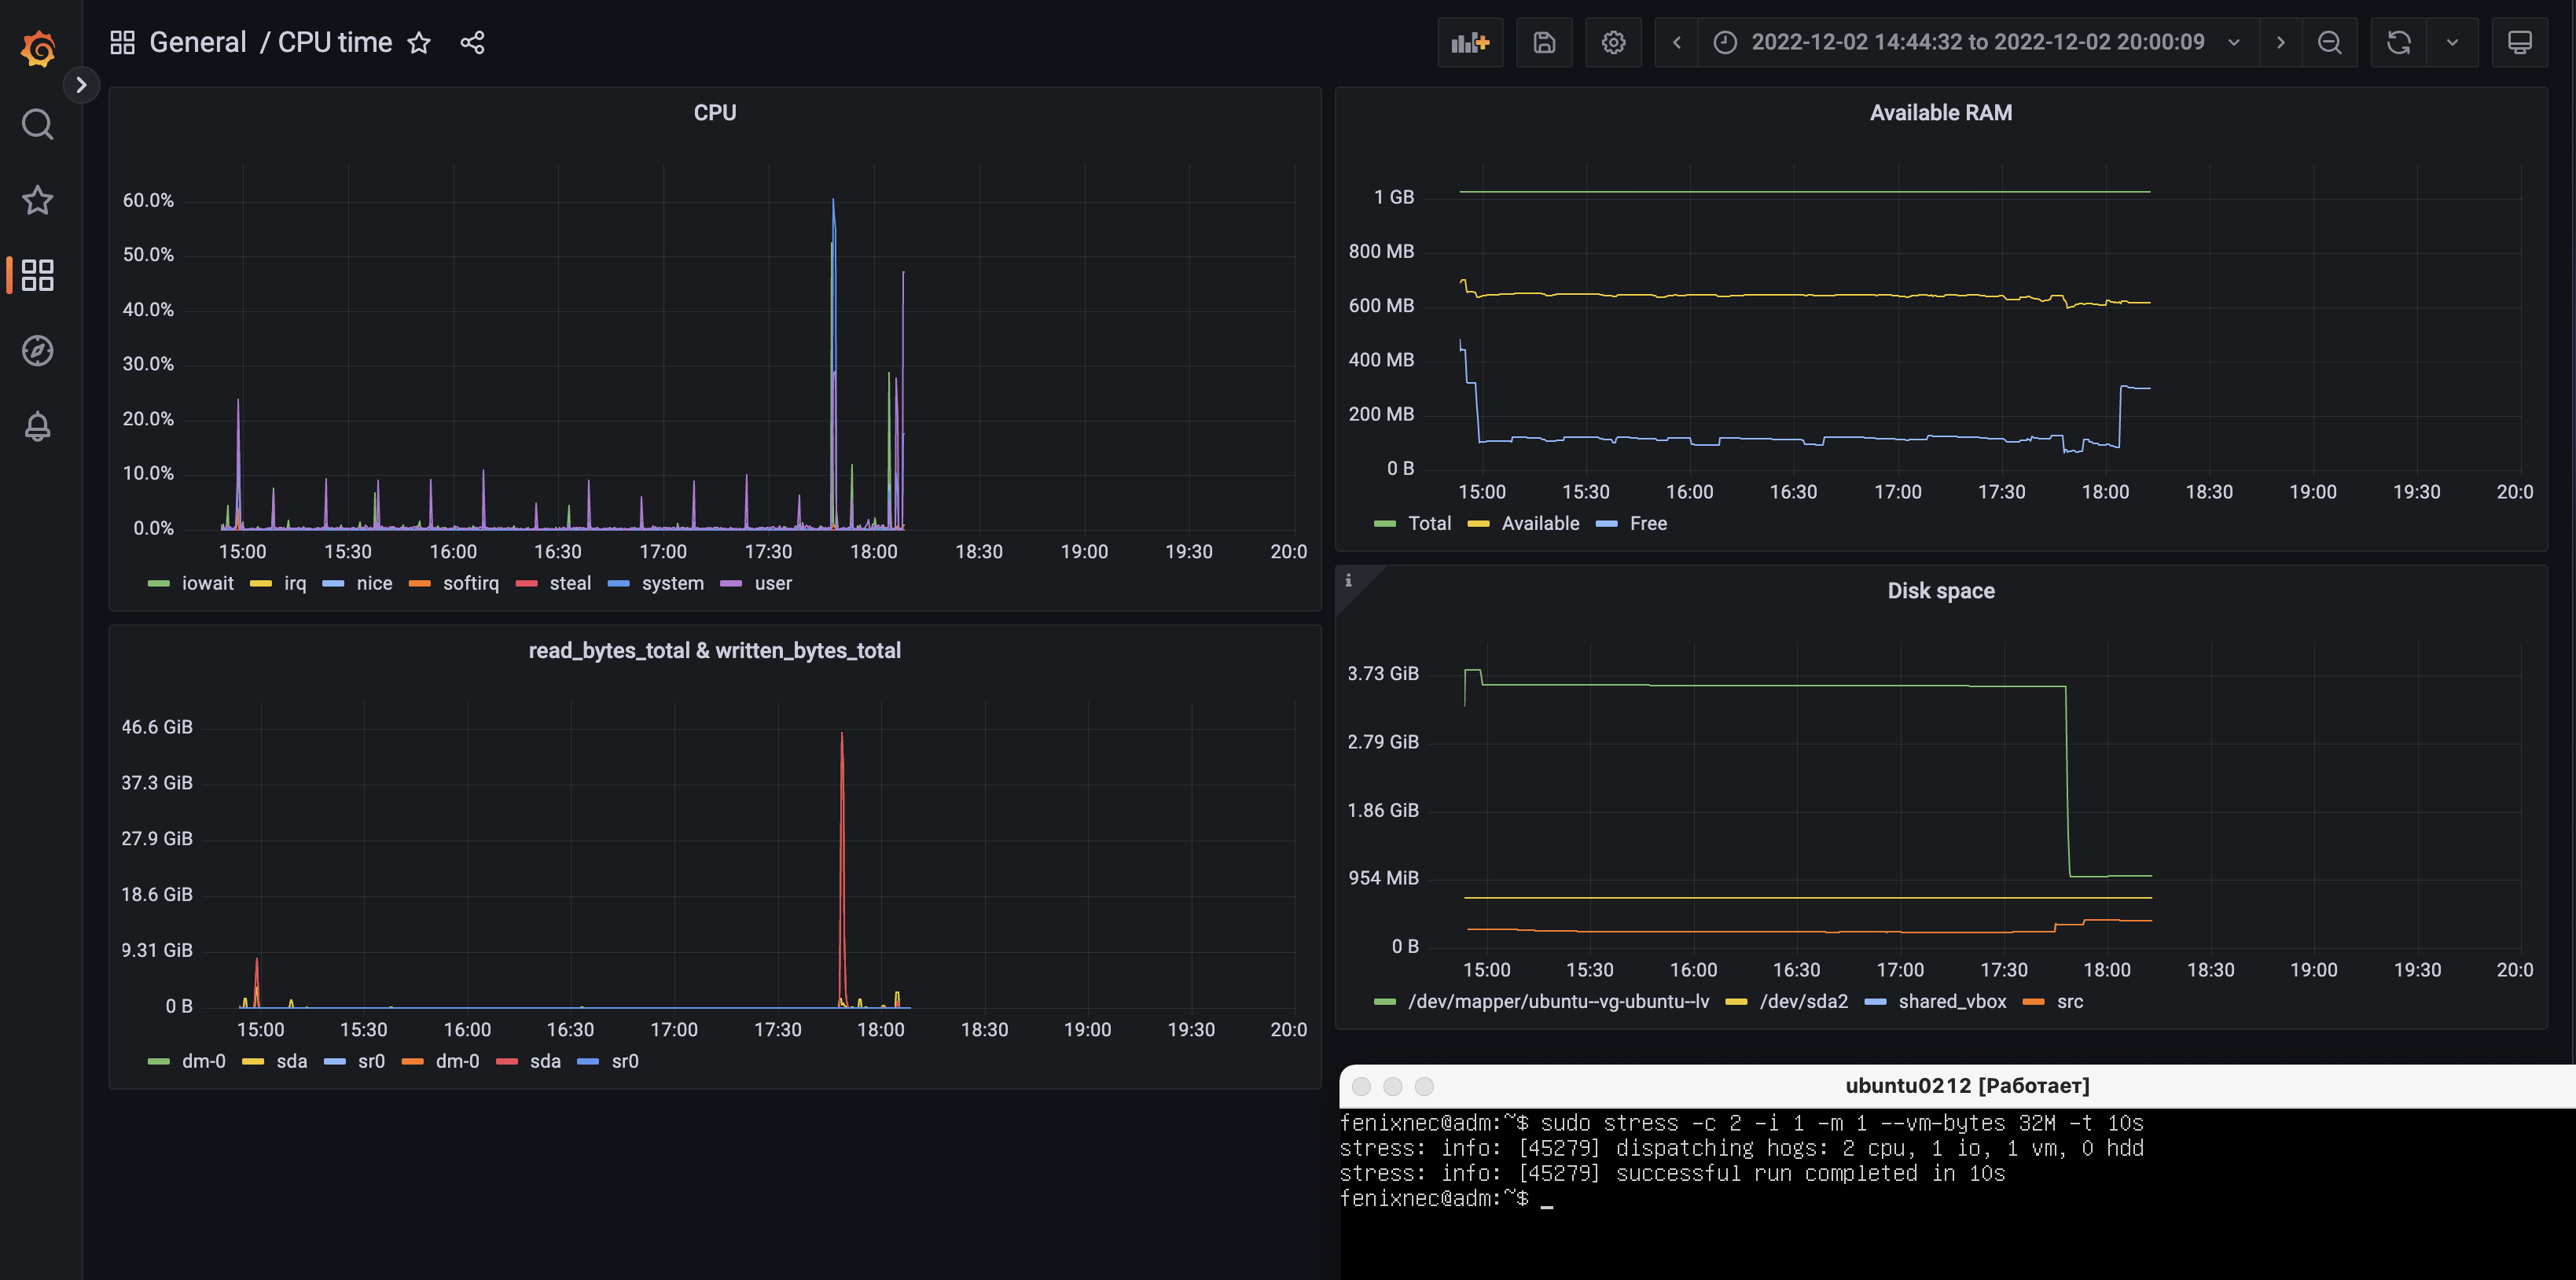 General / CPU time
2022-12-02 14:44:32 to 2022-12-02 20:00:09
CPU
60.0%
50.0%
40.0%
30.0%
20.0%
10.0%
0.0%
15:00 15:30 16:00 16:30 17:00 17:30 18:00 18:30 19:00 19:30 20:0
iowait irq nice softirq steal system user
Available RAM
1 GB
800 MB
600 MB
400 MB
200 MB
0 B
15:00 15:30 16:00 16:30 17:00 17:30 18:00 18:30 19:00 19:30 20:0
Total Available Free
read_bytes_total & written_bytes_total
46.6 GiB
37.3 GiB
27.9 GiB
18.6 GiB
9.31 GiB
0 B
15:00 15:30 16:00 16:30 17:00 17:30 18:00 18:30 19:00 19:30 20:0
dm-0 sda sr0 dm-0 sda sr0
i
Disk space
3.73 GiB
2.79 GiB
1.86 GiB
954 MiB
0 B
15:00 15:30 16:00 16:30 17:00 17:30 18:00 18:30 19:00 19:30 20:0
/dev/mapper/ubuntu--vg-ubuntu--lv /dev/sda2 shared_vbox src
ubuntu0212 [Работает]
fenixnec@adm:~$ sudo stress -c 2 -i 1 -m 1 --vm-bytes 32M -t 10s
stress: info: [45279] dispatching hogs: 2 cpu, 1 io, 1 vm, 0 hdd
stress: info: [45279] successful run completed in 10s
fenixnec@adm:~$ _